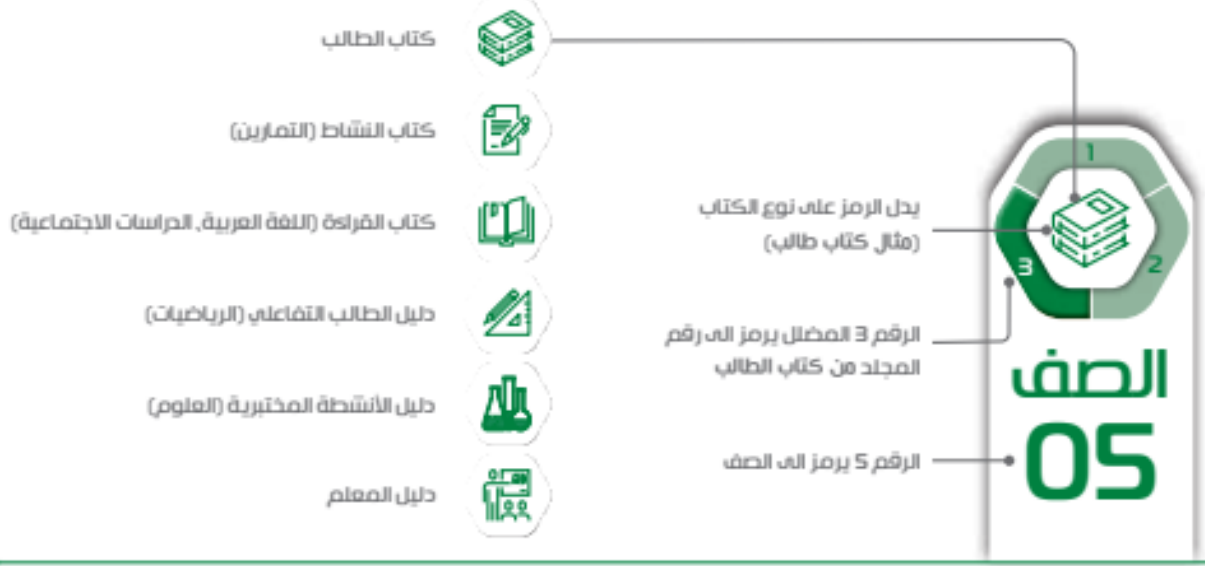 1
2
3
الصف
05
يدل الرمز على نوع الكتاب
(مثال كتاب طالب)
الرقم 3 المضلل يرمز الى رقم
المجلد من كتاب الطالب
الرقم 5 يرمز الى الصف
كتاب الطالب
كتاب النشاط (التمارين)
كتاب القراءة (اللغة العربية، الدراسات الاجتماعية)
دليل الطالب التفاعلي (الرياضيات)
دليل الأنشطة المختبرية (العلوم)
دليل المعلم